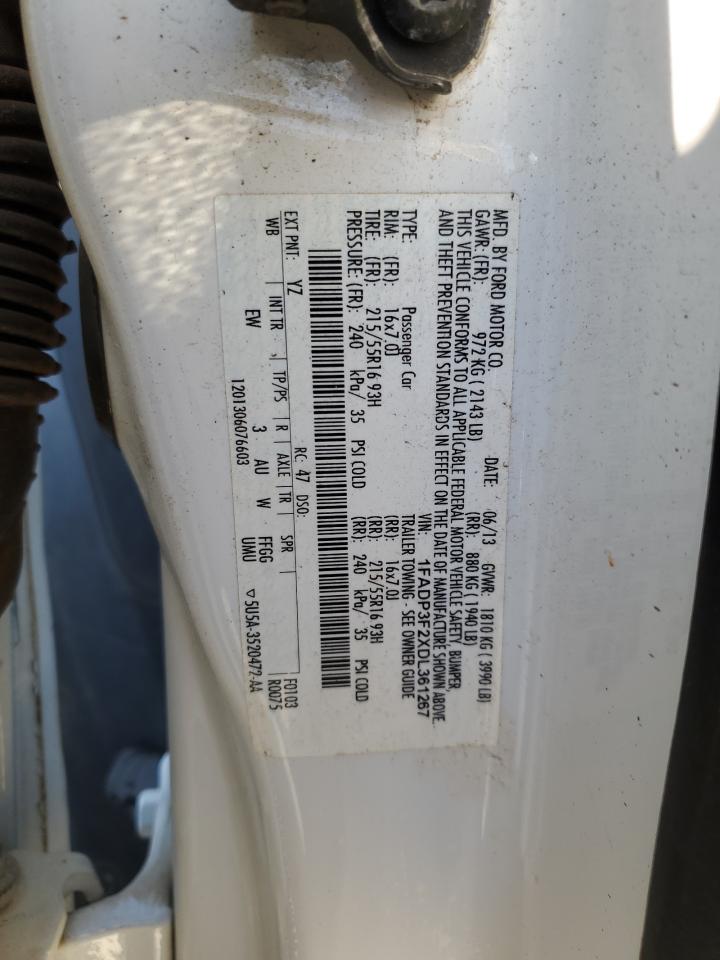 MFD. BY FORD MOTOR CO. DATE: 06/13 GVWR: 1810 KG ( 3990 LB)
GAWR: (FR): 972 KG ( 2143 LB) (RR): 880 KG ( 1940 LB)
THIS VEHICLE CONFORMS TO ALL APPLICABLE FEDERAL MOTOR VEHICLE SAFETY, BUMPER,
AND THEFT PREVENTION STANDARDS IN EFFECT ON THE DATE OF MANUFACTURE SHOWN ABOVE.
VIN: 1FADP3F2XDL361267
TYPE: Passenger Car TRAILER TOWING - SEE OWNER GUIDE
RIM: (FR): 16x7.0J (RR): 16x7.0J
TIRE: (FR): 215/55R16 93H (RR): 215/55R16 93H
PRESSURE: (FR): 240 kPa/ 35 PSI COLD (RR): 240 kPa/ 35 PSI COLD
EXT PNT: YZ RC: 47 DSO: F0103
WB | INT TR | TP/PS | R | AXLE | TR | SPR R0075
EW 3 AU W FFGG
1201306076603 UMU ▽5U5A-3520472-AA